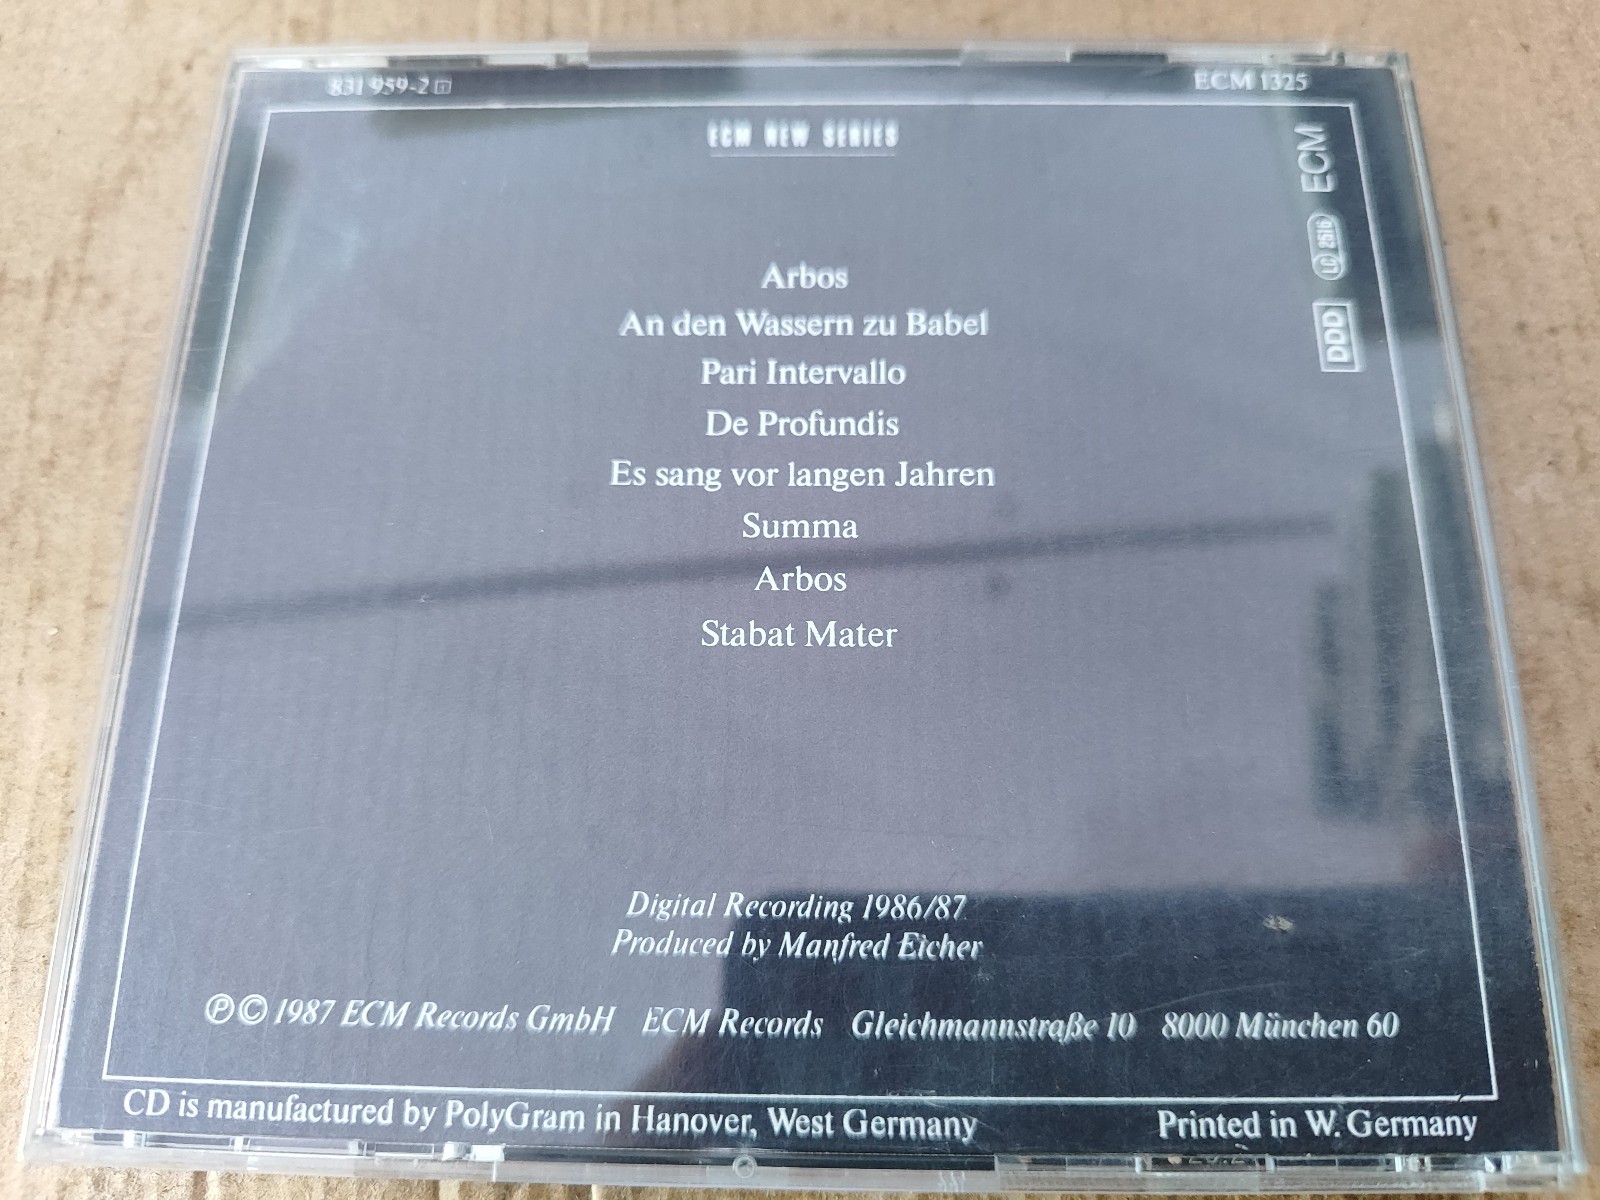 831 959-2
ECM 1325
ECM NEW SERIES
ECM
LC 2516
DDD
Arbos
An den Wassern zu Babel
Pari Intervallo
De Profundis
Es sang vor langen Jahren
Summa
Arbos
Stabat Mater
Digital Recording 1986/87
Produced by Manfred Eicher
℗ © 1987 ECM Records GmbH ECM Records Gleichmannstraße 10 8000 München 60
CD is manufactured by PolyGram in Hanover, West Germany
Printed in W. Germany